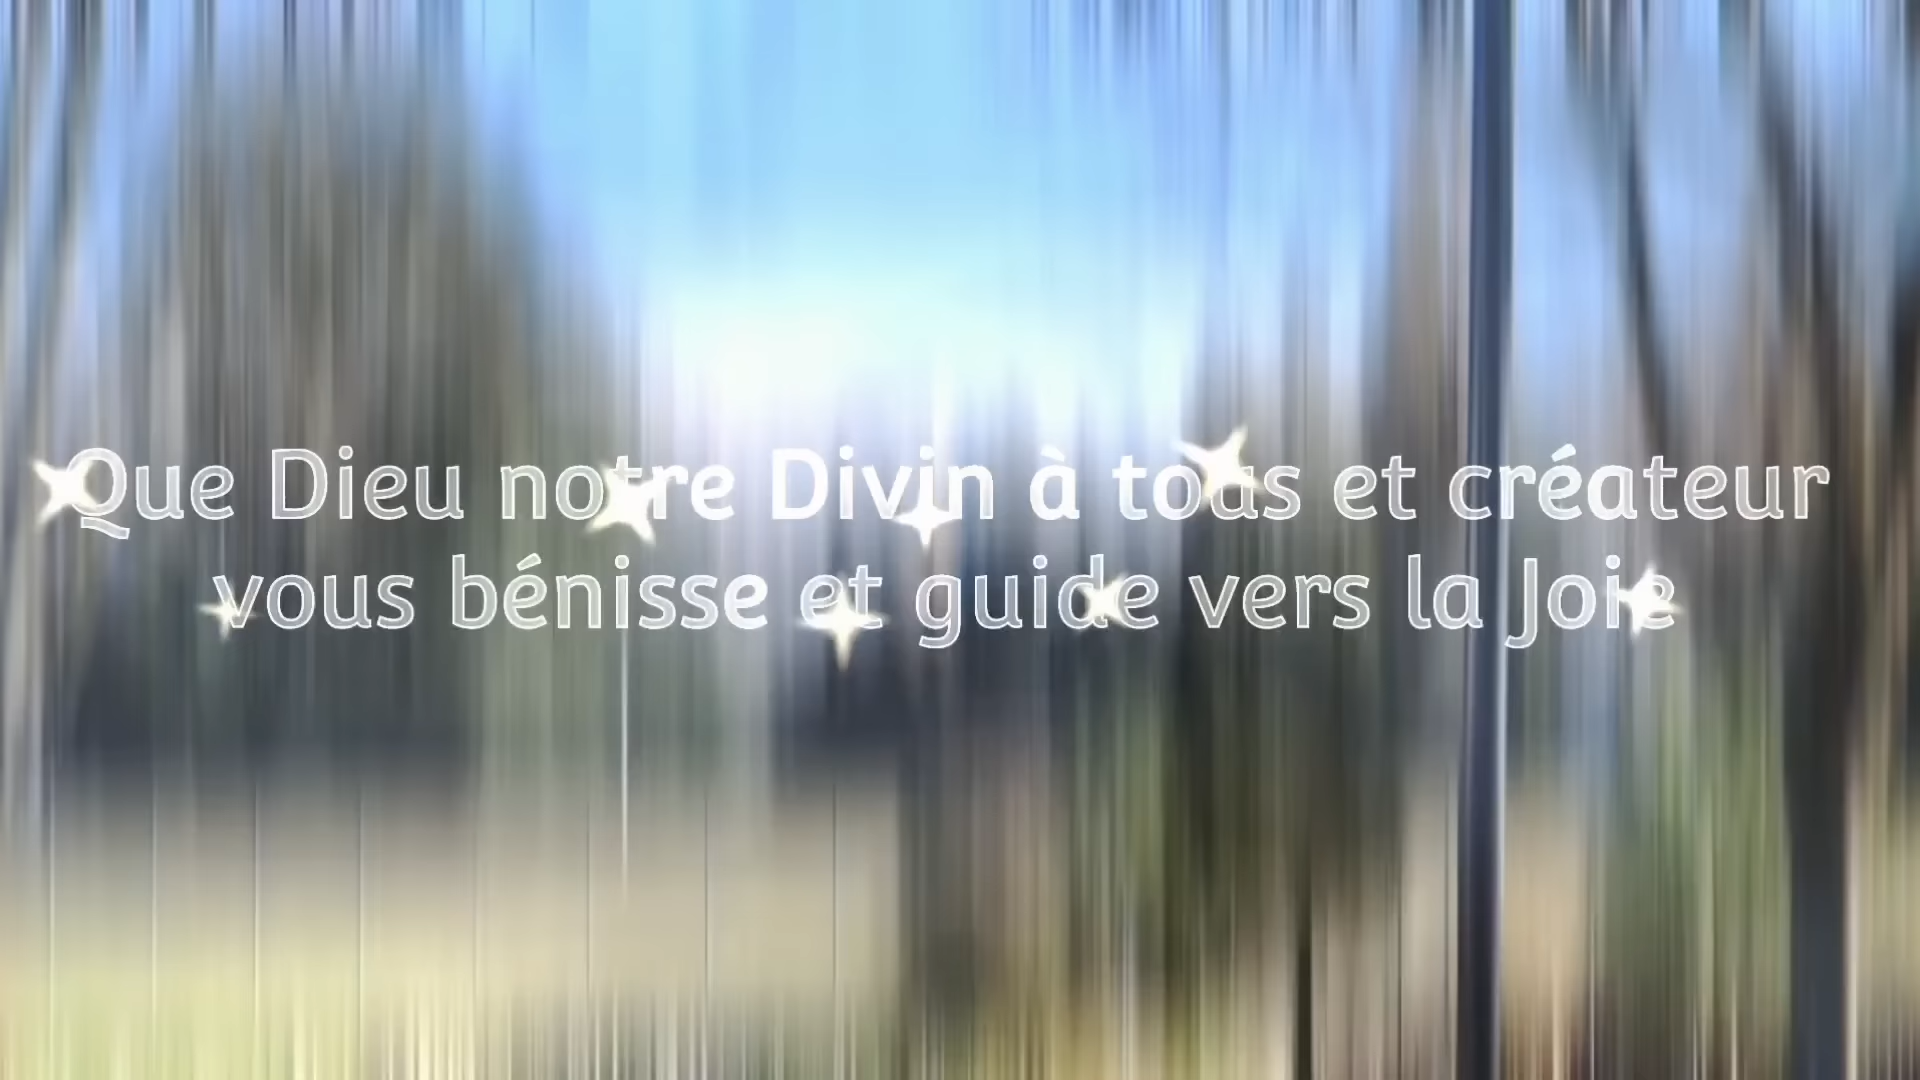 Que Dieu notre Divin à tous et créateur
vous bénisse et guide vers la Joie